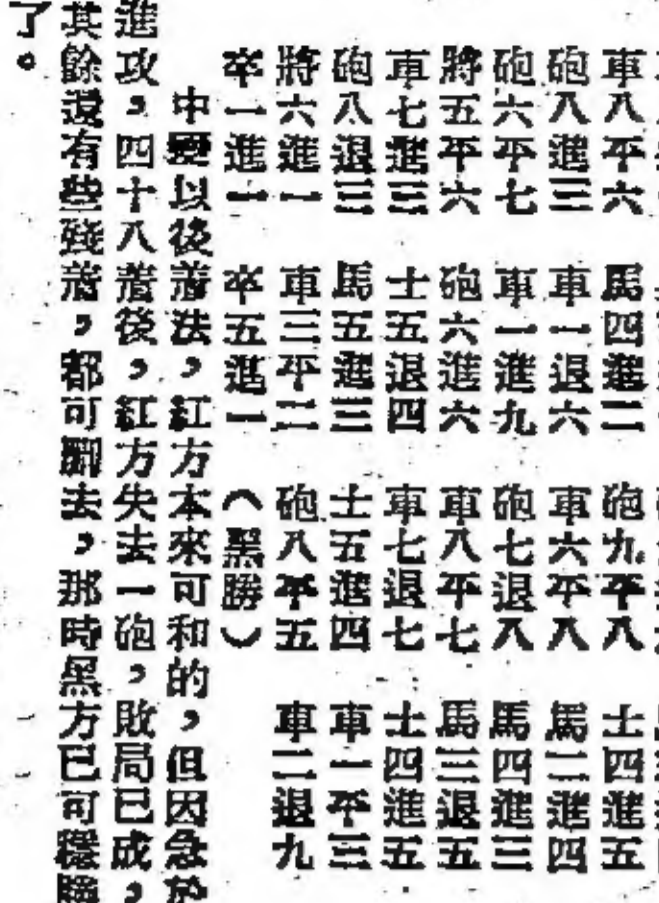 車八平六　馬四進二　砲九平八　士四進五
砲八進三　車一退六　車六平八　馬二進四
砲六平七　車一進九　砲七退八　馬四進三
將五平六　砲六進六　車八平七　馬三退五
車七進三　士五退四　車七退七　士四進五
砲八退三　馬五進三　士五進四　車一平三
將六進一　車三平二　砲八平五　車二退九
卒一進一　卒五進一　（黑勝）
中變以後着法，紅方本來可和的，但因急於
進攻，四十八着後，紅方失去一砲，敗局已成，
其餘還有些殘着，都可刪去，那時黑方已可穩勝
了。